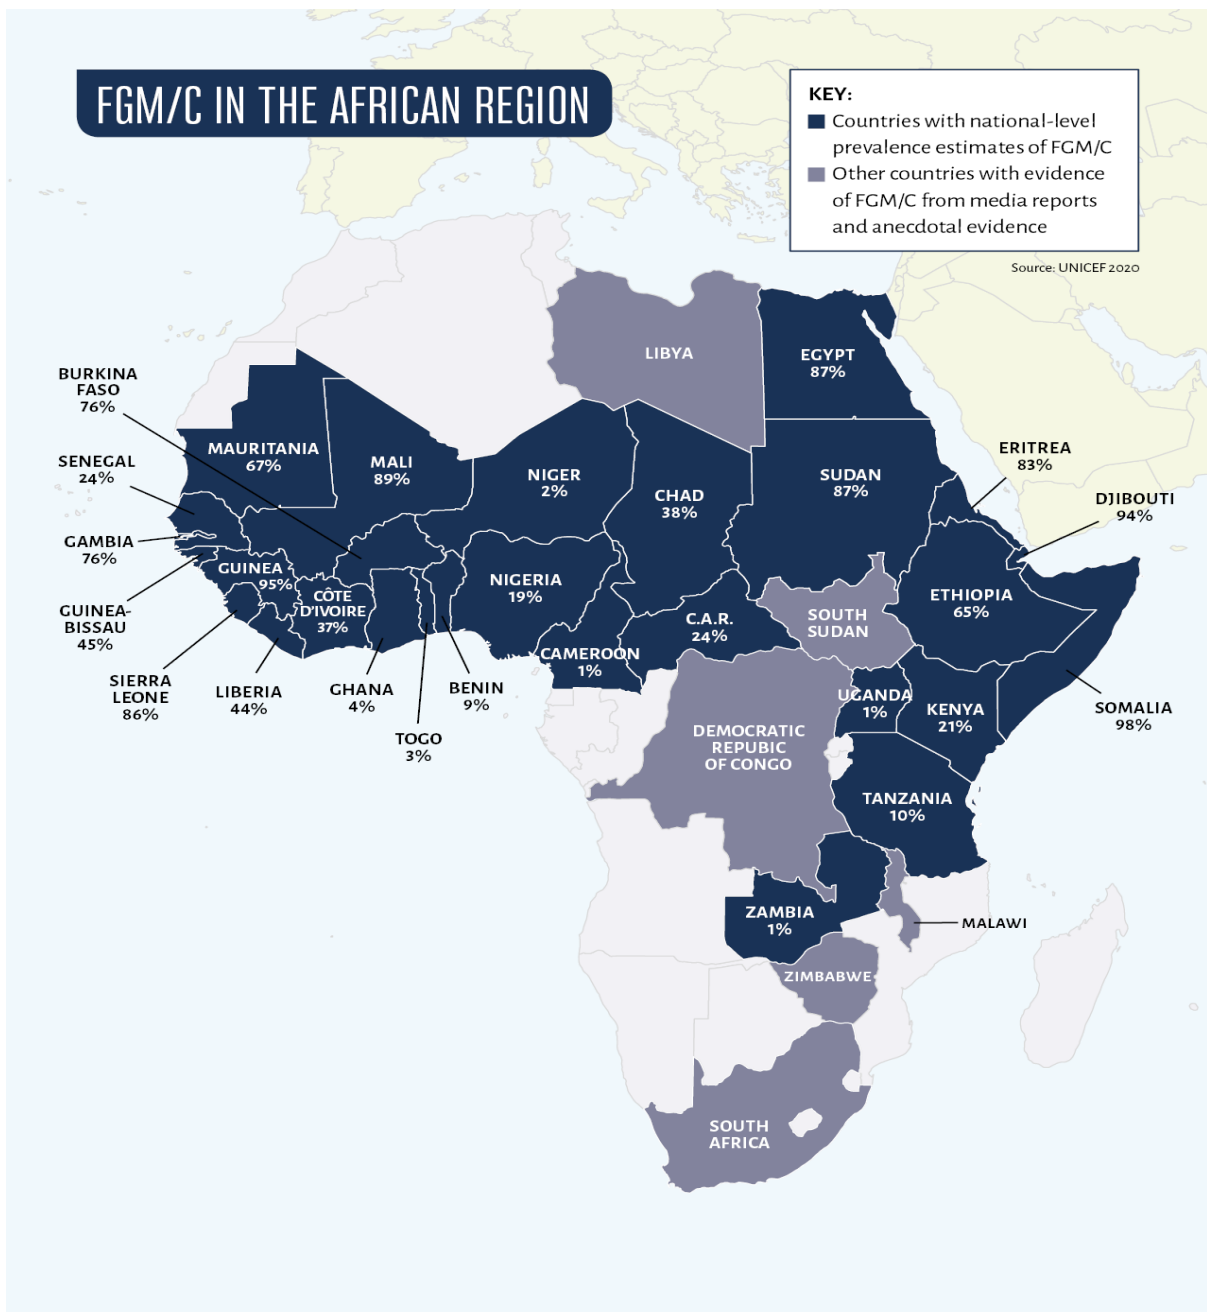 FGM/C IN THE AFRICAN REGION
KEY:
Countries with national-level
prevalence estimates of FGM/C
Other countries with evidence
of FGM/C from media reports
and anecdotal evidence
Source: UNICEF 2020
LIBYA
EGYPT
87%
BURKINA
FASO
76%
MAURITANIA
67%
MALI
89%
NIGER
2%
CHAD
38%
SUDAN
87%
ERITREA
83%
SENEGAL
24%
DJIBOUTI
94%
GAMBIA
76%
GUINEA
95%
CÔTE
D'IVOIRE
37%
NIGERIA
19%
C.A.R.
24%
SOUTH
SUDAN
ETHIOPIA
65%
GUINEA-
BISSAU
45%
SIERRA
LEONE
86%
LIBERIA
44%
GHANA
4%
TOGO
3%
BENIN
9%
CAMEROON
1%
UGANDA
1%
KENYA
21%
SOMALIA
98%
DEMOCRATIC
REPUBIC
OF CONGO
TANZANIA
10%
ZAMBIA
1%
MALAWI
ZIMBABWE
SOUTH
AFRICA